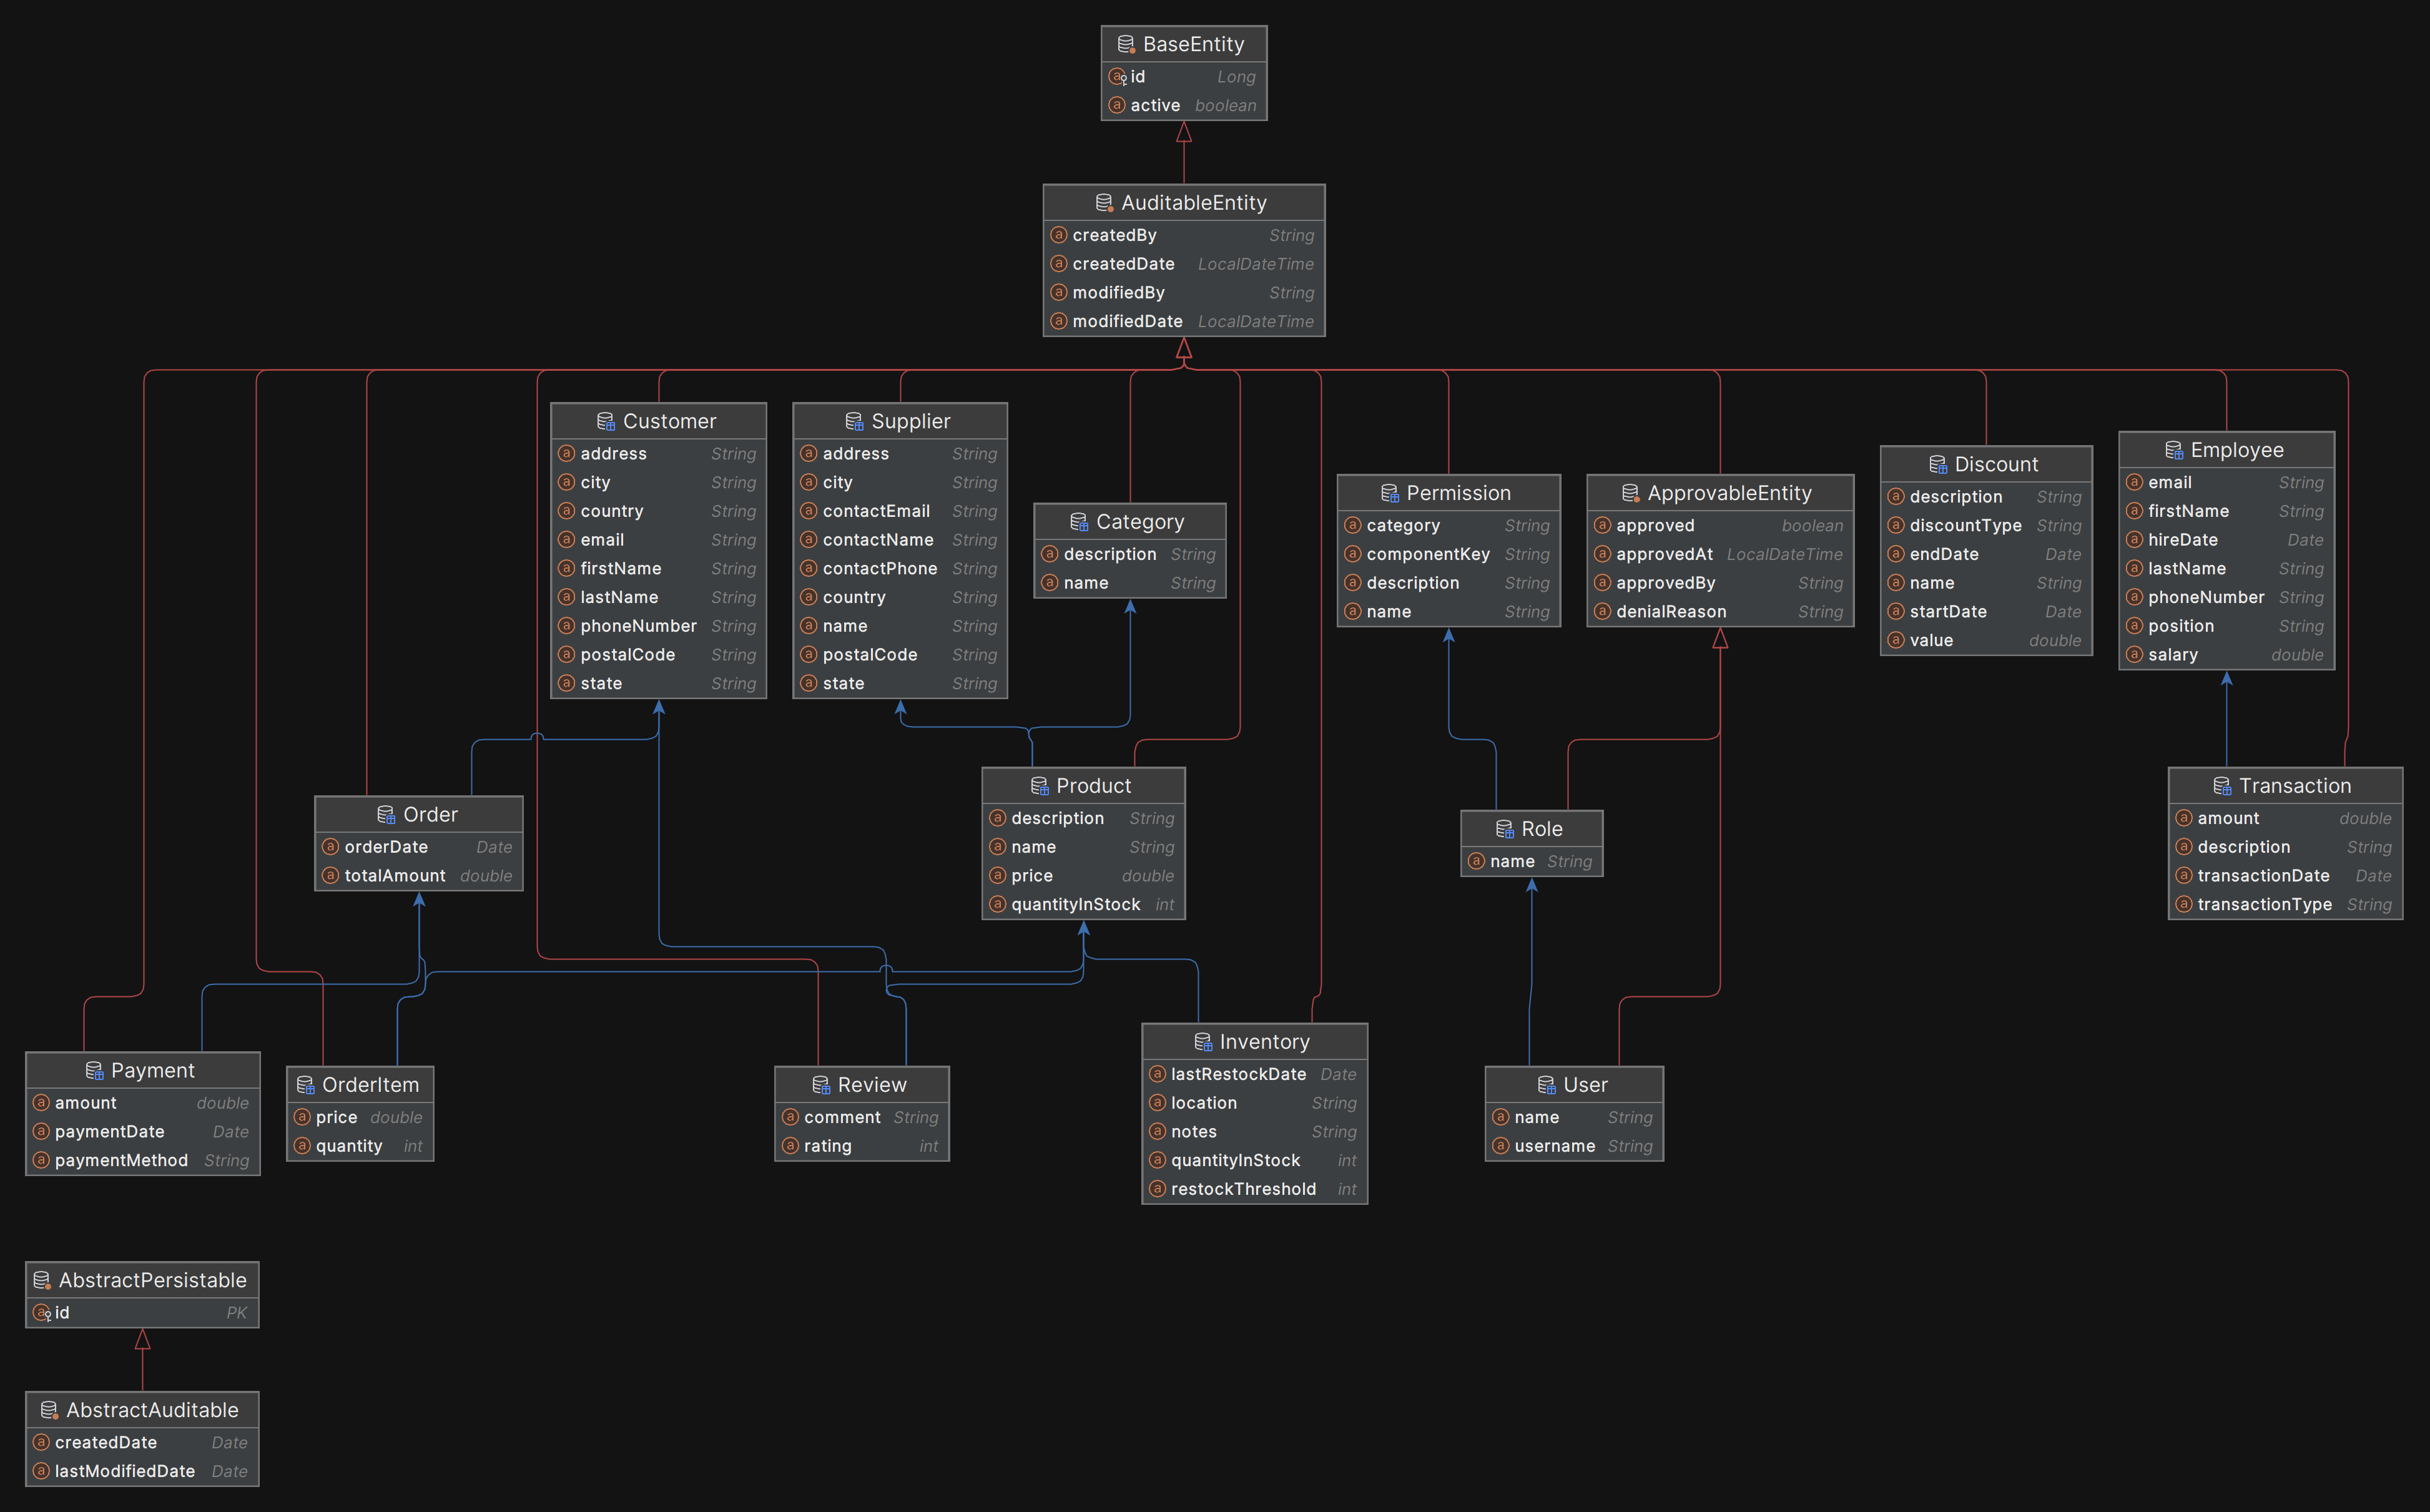 BaseEntity
id Long
active boolean
AuditableEntity
createdBy String
createdDate LocalDateTime
modifiedBy String
modifiedDate LocalDateTime
Customer
address String
city String
country String
email String
firstName String
lastName String
phoneNumber String
postalCode String
state String
Supplier
address String
city String
contactEmail String
contactName String
contactPhone String
country String
name String
postalCode String
state String
Category
description String
name String
Permission
category String
componentKey String
description String
name String
ApprovableEntity
approved boolean
approvedAt LocalDateTime
approvedBy String
denialReason String
Discount
description String
discountType String
endDate Date
name String
startDate Date
value double
Employee
email String
firstName String
hireDate Date
lastName String
phoneNumber String
position String
salary double
Order
orderDate Date
totalAmount double
Product
description String
name String
price double
quantityInStock int
Role
name String
Transaction
amount double
description String
transactionDate Date
transactionType String
Payment
amount double
paymentDate Date
paymentMethod String
OrderItem
price double
quantity int
Review
comment String
rating int
Inventory
lastRestockDate Date
location String
notes String
quantityInStock int
restockThreshold int
User
name String
username String
AbstractPersistable
id PK
AbstractAuditable
createdDate Date
lastModifiedDate Date